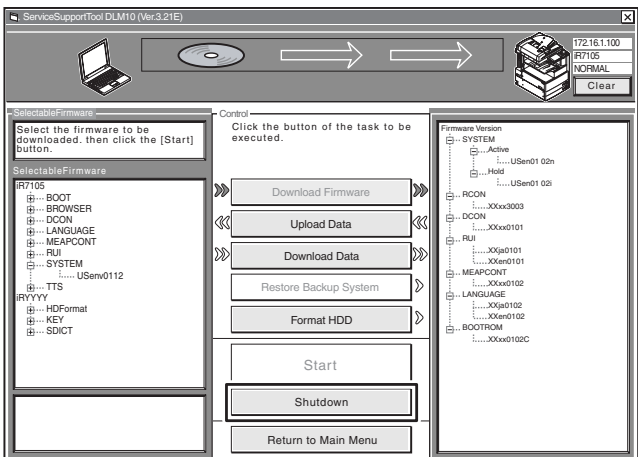 ServiceSupportTool DLM10 (Ver.3.21E)
172.16.1.100
iR7105
NORMAL
Clear
SelectableFirmware
Select the firmware to be
downloaded. then click the [Start]
button.
SelectableFirmware
iR7105
BOOT
BROWSER
DCON
LANGUAGE
MEAPCONT
RUI
SYSTEM
USenv0112
TTS
iRYYYY
HDFormat
KEY
SDICT
Control
Click the button of the task to be
executed.
Download Firmware
Upload Data
Download Data
Restore Backup System
Format HDD
Start
Shutdown
Return to Main Menu
Firmware Version
SYSTEM
Active
USen01 02n
Hold
USen01 02i
RCON
XXxx3003
DCON
XXxx0101
RUI
XXja0101
XXen0101
MEAPCONT
XXxx0102
LANGUAGE
XXja0102
XXen0102
BOOTROM
XXxx0102C